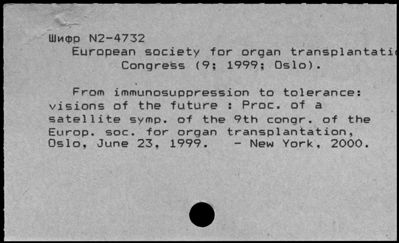 Шифр N2-4732
European society for organ transplantatio
Congress (9; 1999; Oslo).
From immunosuppression to tolerance:
visions of the future : Proc. of a
satellite symp. of the 9th congr. of the
Europ. soc. for organ transplantation,
Oslo, June 23, 1999. - New York, 2000.